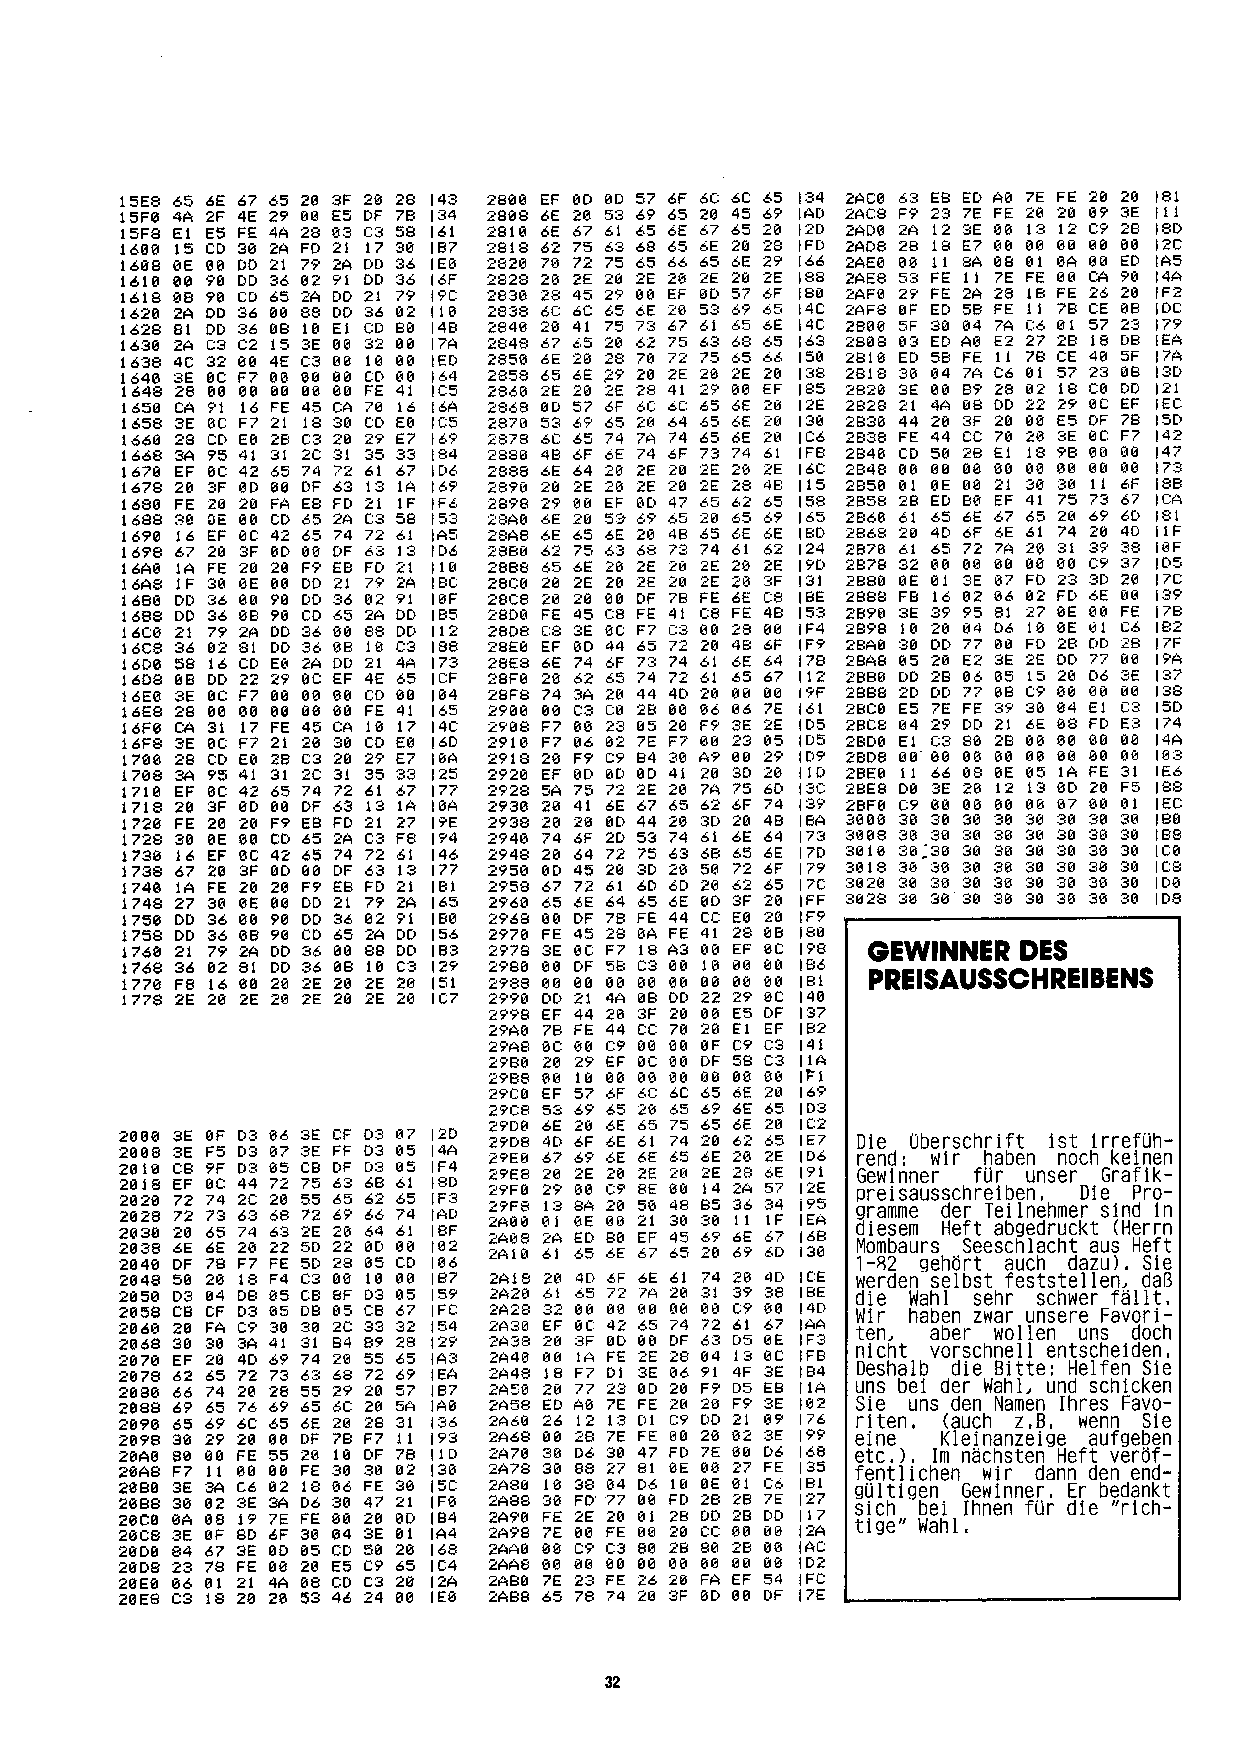 15E8 65 6E 67 65 20 3F 20 28 |43
15F0 4A 2F 4E 29 00 E5 DF 7B |34
15F8 E1 E5 FE 4A 28 03 C3 58 |61
1600 15 CD 30 2A FD 21 17 30 |B7
1608 0E 00 DD 21 79 2A DD 36 |E0
1610 00 90 DD 36 02 91 DD 36 |6F
1618 0B 90 CD 65 2A DD 21 79 |9C
1620 2A DD 36 00 88 DD 36 02 |10
1628 81 DD 36 0B 10 E1 CD B0 |4B
1630 2A C3 C2 15 3E 00 32 00 |7A
1638 4C 32 00 4E C3 00 10 00 |ED
1640 3E 0C F7 00 00 00 CD 00 |64
1648 28 00 00 00 00 00 FE 41 |C5
1650 CA 91 16 FE 45 CA 70 16 |6A
1658 3E 0C F7 21 18 30 CD E0 |C5
1660 28 CD E0 2B C3 20 29 E7 |69
1668 3A 95 41 31 2C 31 35 33 |84
1670 EF 0C 42 65 74 72 61 67 |D6
1678 20 3F 0D 00 DF 63 13 1A |69
1680 FE 20 20 FA EB FD 21 1F |F6
1688 30 0E 00 CD 65 2A C3 58 |53
1690 16 EF 0C 42 65 74 72 61 |A5
1698 67 20 3F 0D 00 DF 63 13 |D6
16A0 1A FE 20 20 F9 EB FD 21 |10
16A8 1F 30 0E 00 DD 21 79 2A |BC
16B0 DD 36 00 90 DD 36 02 91 |0F
16B8 DD 36 0B 90 CD 65 2A DD |B5
16C0 21 79 2A DD 36 00 88 DD |12
16C8 36 02 81 DD 36 0B 10 C3 |88
16D0 58 16 CD E0 2A DD 21 4A |73
16D8 0B DD 22 29 0C EF 4E 65 |CF
16E0 3E 0C F7 00 00 00 CD 00 |04
16E8 28 00 00 00 00 00 FE 41 |65
16F0 CA 31 17 FE 45 CA 10 17 |4C
16F8 3E 0C F7 21 20 30 CD E0 |6D
1700 28 CD E0 2B C3 20 29 E7 |0A
1708 3A 95 41 31 2C 31 35 33 |25
1710 EF 0C 42 65 74 72 61 67 |77
1718 20 3F 0D 00 DF 63 13 1A |0A
1720 FE 20 20 F9 EB FD 21 27 |9E
1728 30 0E 00 CD 65 2A C3 F8 |94
1730 16 EF 0C 42 65 74 72 61 |46
1738 67 20 3F 0D 00 DF 63 13 |77
1740 1A FE 20 20 F9 EB FD 21 |B1
1748 27 30 0E 00 DD 21 79 2A |65
1750 DD 36 00 90 DD 36 02 91 |B0
1758 DD 36 0B 90 CD 65 2A DD |56
1760 21 79 2A DD 36 00 88 DD |B3
1768 36 02 81 DD 36 0B 10 C3 |29
1770 F8 16 00 20 2E 20 2E 20 |51
1778 2E 20 2E 20 2E 20 2E 20 |C7
2000 3E 0F D3 06 3E CF D3 07 |2D
2008 3E F5 D3 07 3E FF D3 05 |4A
2010 CB 9F D3 05 CB DF D3 05 |F4
2018 EF 0C 44 72 75 63 6B 61 |8D
2020 72 74 2C 20 55 65 62 65 |F3
2028 72 73 63 68 72 69 66 74 |AD
2030 20 65 74 63 2E 20 64 61 |8F
2038 6E 6E 20 22 5D 22 0D 00 |02
2040 DF 78 F7 FE 5D 28 05 CD |06
2048 50 20 18 F4 C3 00 10 00 |B7
2050 D3 04 DB 05 CB 8F D3 05 |59
2058 CB CF D3 05 DB 05 CB 67 |FC
2060 20 FA C9 30 30 2C 33 32 |54
2068 30 30 3A 41 31 B4 89 28 |29
2070 EF 20 4D 69 74 20 55 65 |A3
2078 62 65 72 73 63 68 72 69 |EA
2080 66 74 20 28 55 29 20 57 |B7
2088 69 65 76 69 65 6C 20 5A |A0
2090 65 69 6C 65 6E 20 28 31 |36
2098 30 29 20 00 DF 7B F7 11 |93
20A0 80 00 FE 55 20 10 DF 7B |1D
20A8 F7 11 00 00 FE 30 30 02 |30
20B0 3E 3A C6 02 18 06 FE 30 |5C
20B8 30 02 3E 3A D6 30 47 21 |F0
20C0 0A 08 19 7E FE 00 20 0D |B4
20C8 3E 0F 8D 6F 30 04 3E 01 |A4
20D0 84 67 3E 0D 05 CD 50 20 |68
20D8 23 78 FE 00 20 E5 C9 65 |C4
20E0 06 01 21 4A 08 CD C3 20 |2A
20E8 C3 18 20 20 53 46 24 00 |E0
2800 EF 0D 0D 57 6F 6C 6C 65 |34
2808 6E 20 53 69 65 20 45 69 |AD
2810 6E 67 61 65 6E 67 65 20 |2D
2818 62 75 63 68 65 6E 20 28 |FD
2820 70 72 75 65 66 65 6E 29 |66
2828 20 2E 20 2E 20 2E 20 2E |88
2830 28 45 29 00 EF 0D 57 6F |80
2838 6C 6C 65 6E 20 53 69 65 |4C
2840 20 41 75 73 67 61 65 6E |4C
2848 67 65 20 62 75 63 68 65 |63
2850 6E 20 28 70 72 75 65 66 |50
2858 65 6E 29 20 2E 20 2E 20 |38
2860 2E 20 2E 28 41 29 00 EF |85
2868 0D 57 6F 6C 6C 65 6E 20 |2E
2870 53 69 65 20 64 65 6E 20 |30
2878 6C 65 74 7A 74 65 6E 20 |C6
2880 4B 6F 6E 74 6F 73 74 61 |FB
2888 6E 64 20 2E 20 2E 20 2E |6C
2890 20 2E 20 2E 20 2E 28 4B |15
2898 29 00 EF 0D 47 65 62 65 |58
28A0 6E 20 53 69 65 20 65 69 |65
28A8 6E 65 6E 20 4B 65 6E 6E |BD
28B0 62 75 63 68 73 74 61 62 |24
28B8 65 6E 20 2E 20 2E 20 2E |9D
28C0 20 2E 20 2E 20 2E 20 3F |31
28C8 20 20 00 DF 7B FE 6E C8 |8E
28D0 FE 45 C8 FE 41 C8 FE 4B |53
28D8 C8 3E 0C F7 C3 00 28 00 |F4
28E0 EF 0D 44 65 72 20 4B 6F |F9
28E8 6E 74 6F 73 74 61 6E 64 |78
28F0 20 62 65 74 72 61 65 67 |12
28F8 74 3A 20 44 4D 20 00 00 |9F
2900 00 C3 C0 2B 00 06 06 7E |61
2908 F7 00 23 05 20 F9 3E 2E |D5
2910 F7 06 02 7E F7 00 23 05 |D5
2918 20 F9 C9 B4 30 A9 00 29 |D9
2920 EF 0D 0D 0D 41 20 3D 20 |1D
2928 5A 75 72 2E 20 7A 75 6D |3C
2930 20 41 6E 67 65 62 6F 74 |39
2938 20 20 0D 44 20 3D 20 4B |BA
2940 74 6F 2D 53 74 61 6E 64 |73
2948 20 64 72 75 63 6B 65 6E |7D
2950 0D 45 20 3D 20 50 72 6F |79
2958 67 72 61 6D 6D 20 62 65 |7C
2960 65 6E 64 65 6E 0D 3F 20 |FF
2968 00 DF 7B FE 44 CC E0 20 |F9
2970 FE 45 28 0A FE 41 28 0B |80
2978 3E 0C F7 18 A3 00 EF 0C |98
2980 00 DF 5B C3 00 10 00 00 |B6
2988 00 00 00 00 00 00 00 00 |B1
2990 DD 21 4A 0B DD 22 29 0C |40
2998 EF 44 20 3F 20 00 E5 DF |37
29A0 7B FE 44 CC 70 20 E1 EF |B2
29A8 0C 00 C9 00 00 0F C9 C3 |41
29B0 20 29 EF 0C 00 DF 5B C3 |1A
29B8 00 10 00 00 00 00 00 00 |F1
29C0 EF 57 6F 6C 6C 65 6E 20 |69
29C8 53 69 65 20 65 69 6E 65 |D3
29D0 6E 20 6E 65 75 65 6E 20 |C2
29D8 4D 6F 6E 61 74 20 62 65 |E7
29E0 67 69 6E 6E 65 6E 20 2E |D6
29E8 20 2E 20 2E 20 2E 28 6E |91
29F0 29 00 C9 8E 00 14 2A 57 |2E
29F8 13 8A 20 50 48 B5 36 34 |95
2A00 01 0E 00 21 30 30 11 1F |EA
2A08 2A ED B0 EF 45 69 6E 67 |6B
2A10 61 65 6E 67 65 20 69 6D |30
2A18 20 4D 6F 6E 61 74 20 4D |CE
2A20 61 65 72 7A 20 31 39 38 |8E
2A28 32 00 00 00 00 00 C9 00 |4D
2A30 EF 0C 42 65 74 72 61 67 |AA
2A38 20 3F 0D 00 DF 63 D5 0E |F3
2A40 00 1A FE 2E 28 04 13 0C |FB
2A48 18 F7 D1 3E 06 91 4F 3E |B4
2A50 20 77 23 0D 20 F9 D5 EB |1A
2A58 ED A0 7E FE 20 20 F9 3E |02
2A60 26 12 13 D1 C9 DD 21 09 |76
2A68 00 2B 7E FE 00 20 02 3E |99
2A70 30 D6 30 47 FD 7E 00 D6 |68
2A78 30 88 27 81 0E 00 27 FE |35
2A80 10 38 04 D6 10 0E 01 C6 |B1
2A88 30 FD 77 00 FD 2B 2B 7E |27
2A90 FE 2E 20 01 2B DD 2B DD |17
2A98 7E 00 FE 00 20 CC 00 00 |2A
2AA0 00 C9 C3 80 2B 80 2B 00 |AC
2AA8 00 00 00 00 00 00 00 00 |D2
2AB0 7E 23 FE 26 20 FA EF 54 |FC
2AB8 65 78 74 20 3F 0D 00 DF |7E
2AC0 63 EB ED A0 7E FE 20 20 |81
2AC8 F9 23 7E FE 20 20 09 3E |11
2AD0 2A 12 3E 00 13 12 C9 2B |8D
2AD8 2B 18 E7 00 00 00 00 00 |2C
2AE0 00 11 8A 08 01 0A 00 ED |A5
2AE8 53 FE 11 7E FE 00 CA 90 |4A
2AF0 29 FE 2A 28 1B FE 26 20 |F2
2AF8 0F ED 5B FE 11 7B CE 0B |DC
2B00 5F 30 04 7A C6 01 57 23 |79
2B08 03 ED A0 E2 27 2B 18 DB |EA
2B10 ED 5B FE 11 7B CE 40 5F |7A
2B18 30 04 7A C6 01 57 23 0B |3D
2B20 3E 00 B9 28 02 18 C0 DD |21
2B28 21 4A 0B DD 22 29 0C EF |EC
2B30 44 20 3F 20 00 E5 DF 7B |5D
2B38 FE 44 CC 70 20 3E 0C F7 |42
2B40 CD 50 2B E1 18 9B 00 00 |47
2B48 00 00 00 00 00 00 00 00 |73
2B50 01 0E 00 21 30 30 11 6F |8B
2B58 2B ED B0 EF 41 75 73 67 |CA
2B60 61 65 6E 67 65 20 69 6D |81
2B68 20 4D 6F 6E 61 74 20 4D |1F
2B70 61 65 72 7A 20 31 39 38 |0F
2B78 32 00 00 00 00 00 C9 37 |D5
2B80 0E 01 3E 07 FD 23 3D 20 |7C
2B88 FB 16 02 06 02 FD 6E 00 |39
2B90 3E 39 95 81 27 0E 00 FE |7B
2B98 10 20 04 D6 10 0E 01 C6 |B2
2BA0 30 DD 77 00 FD 2B DD 2B |7F
2BA8 05 20 E2 3E 2E DD 77 00 |9A
2BB0 DD 2B 06 05 15 20 D6 3E |37
2BB8 2D DD 77 0B C9 00 00 00 |38
2BC0 E5 7E FE 39 30 04 E1 C3 |5D
2BC8 04 29 DD 21 6E 08 FD E3 |74
2BD0 E1 C3 80 2B 00 00 00 00 |4A
2BD8 00 00 00 00 00 00 00 00 |03
2BE0 11 66 08 0E 05 1A FE 31 |E6
2BE8 D0 3E 20 12 13 0D 20 F5 |88
2BF0 C9 00 00 00 00 07 00 01 |EC
3000 30 30 30 30 30 30 30 30 |B0
3008 30 30 30 30 30 30 30 30 |B8
3010 30 30 30 30 30 30 30 30 |C0
3018 30 30 30 30 30 30 30 30 |C8
3020 30 30 30 30 30 30 30 30 |D0
3028 30 30 30 30 30 30 30 30 |D8
GEWINNER DES
PREISAUSSCHREIBENS
Die Überschrift ist irrefüh-
rend: wir haben noch keinen
Gewinner für unser Grafik-
preisausschreiben. Die Pro-
gramme der Teilnehmer sind in
diesem Heft abgedruckt (Herrn
Mombaurs Seeschlacht aus Heft
1-82 gehört auch dazu). Sie
werden selbst feststellen, daß
die Wahl sehr schwer fällt.
Wir haben zwar unsere Favori-
ten, aber wollen uns doch
nicht vorschnell entscheiden.
Deshalb die Bitte: Helfen Sie
uns bei der Wahl, und schicken
Sie uns den Namen Ihres Favo-
riten. (auch z.B. wenn Sie
eine Kleinanzeige aufgeben
etc.). Im nächsten Heft veröf-
fentlichen wir dann den end-
gültigen Gewinner. Er bedankt
sich bei Ihnen für die "rich-
tige" Wahl.
32